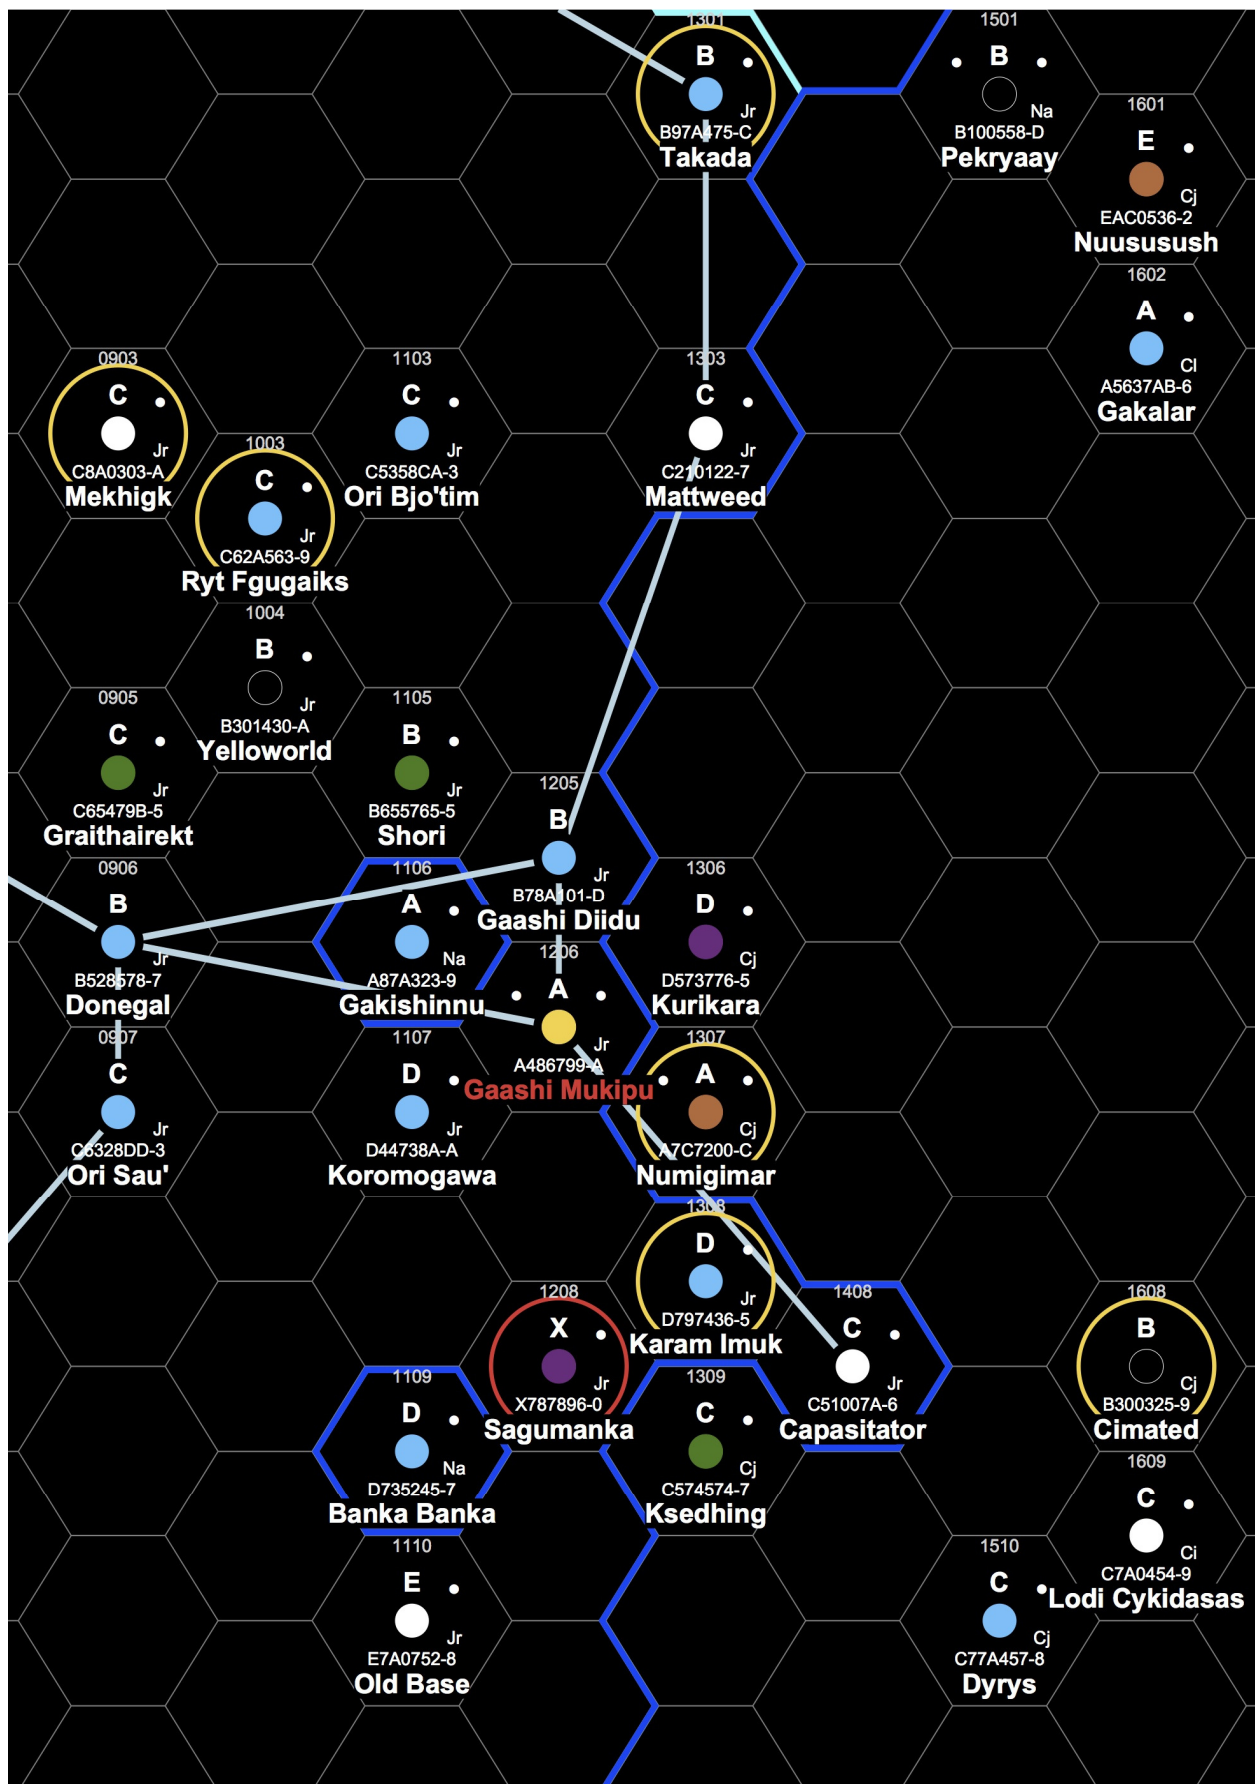 1301
B
Jr
B97A475-C
Takada
1501
B
Na
B100558-D
Pekryaay
1601
E
Cj
EAC0536-2
Nuusususush
1602
A
Cl
A5637AB-6
Gakalar
0903
C
Jr
C8A0303-A
Mekhigk
1003
C
Jr
C62A563-9
Ryt Fgugaiks
1103
C
Jr
C5358CA-3
Ori Bjo'tim
1303
C
Jr
C210122-7
Mattweed
1004
B
Jr
B301430-A
Yelloworld
0905
C
Jr
C65479B-5
Graithairekt
1105
B
Jr
B655765-5
Shori
1205
B
Jr
B78A101-D
Gaashi Diidu
0906
B
Jr
B528578-7
Donegal
1106
A
Na
A87A323-9
Gakishinnu
1206
A
Jr
A486799-A
Gaashi Mukipu
1306
D
Cj
D573776-5
Kurikara
0907
C
Jr
C6328DD-3
Ori Sau'
1107
D
Jr
D44738A-A
Koromogawa
1307
A
Cj
A7C7200-C
Numigimar
1308
D
Jr
D797436-5
Karam Imuk
1208
X
Jr
X787896-0
Sagumanka
1408
C
Jr
C51007A-6
Capasitator
1608
B
Cj
B300325-9
Cimated
1109
D
Na
D735245-7
Banka Banka
1309
C
Cj
C574574-7
Ksedhing
1609
C
Ci
C7A0454-9
Lodi Cykidasas
1110
E
Jr
E7A0752-8
Old Base
1510
C
Cj
C77A457-8
Dyrys